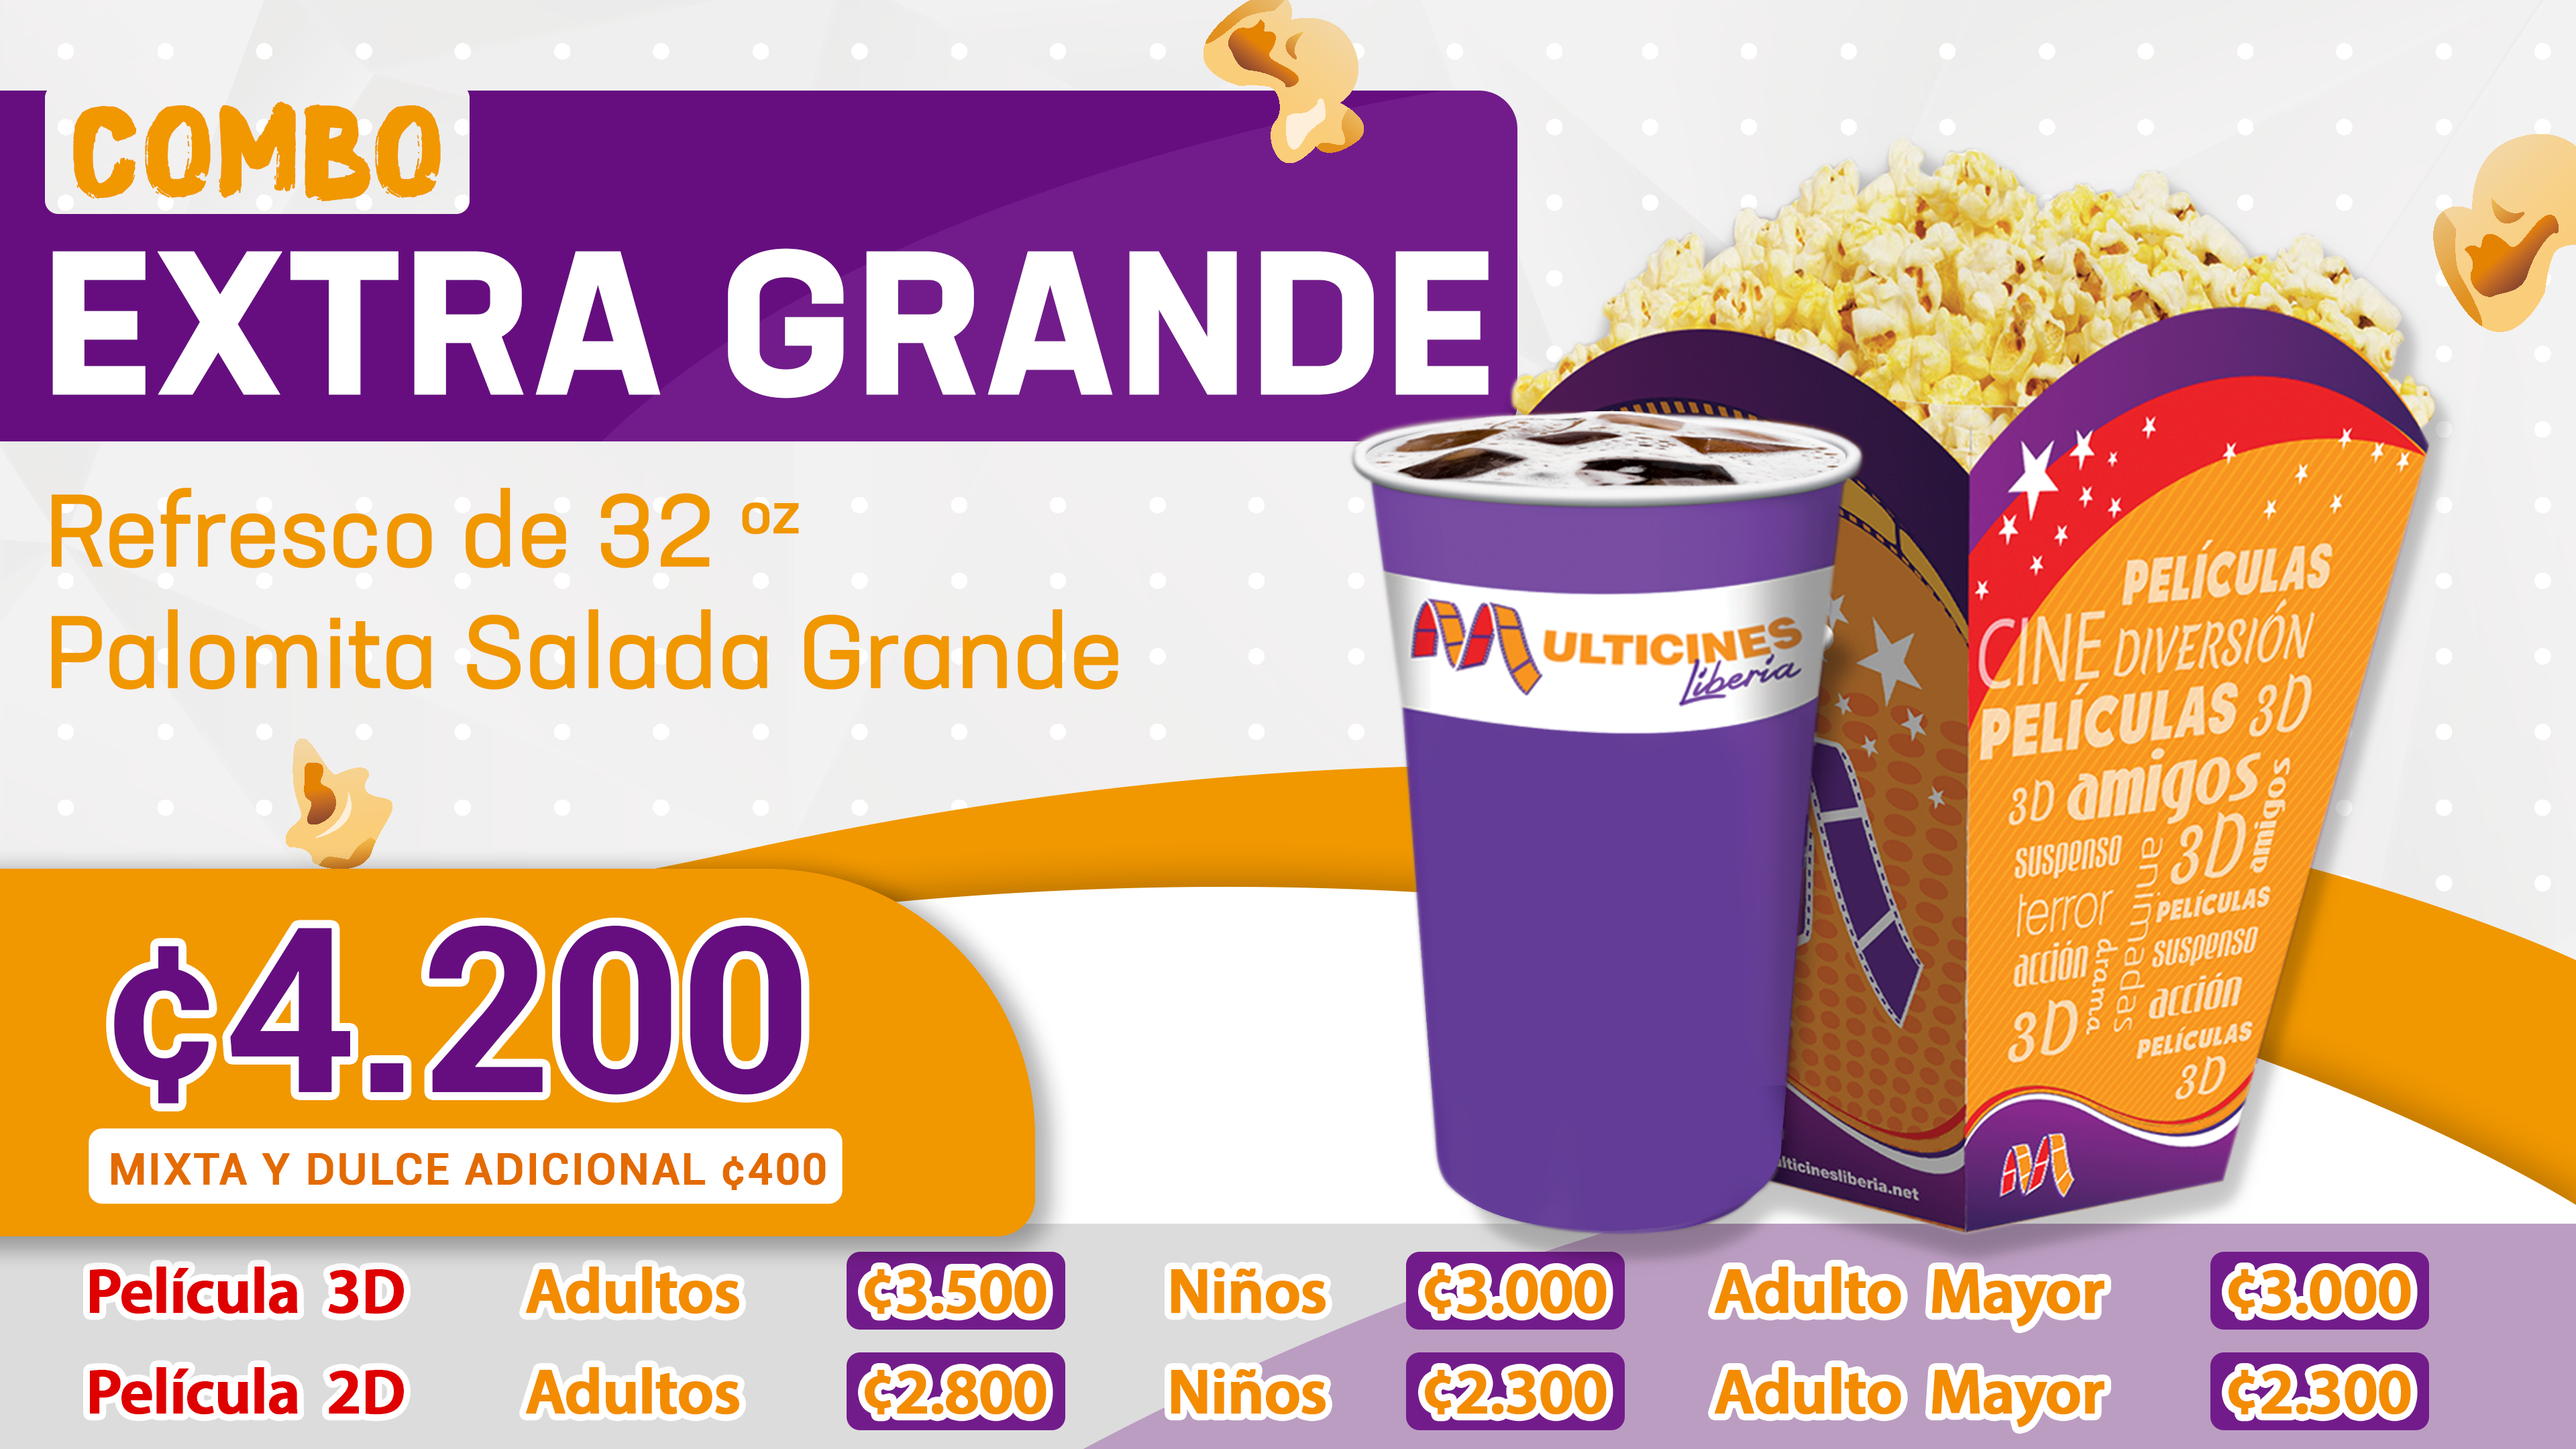 COMBO
EXTRA GRANDE
Refresco de 32 oz
Palomita Salada Grande
¢4.200
MIXTA Y DULCE ADICIONAL ¢400
MULTICINES
Liberia
PELÍCULAS
CINE DIVERSIÓN
PELÍCULAS 3D
3D amigos amigos
suspenso animadas 3D
terror PELÍCULAS
acción drama suspenso
3D acción
PELÍCULAS
3D
ulticinesliberia.net
M
Película 3D Adultos ¢3.500 Niños ¢3.000 Adulto Mayor ¢3.000
Película 2D Adultos ¢2.800 Niños ¢2.300 Adulto Mayor ¢2.300